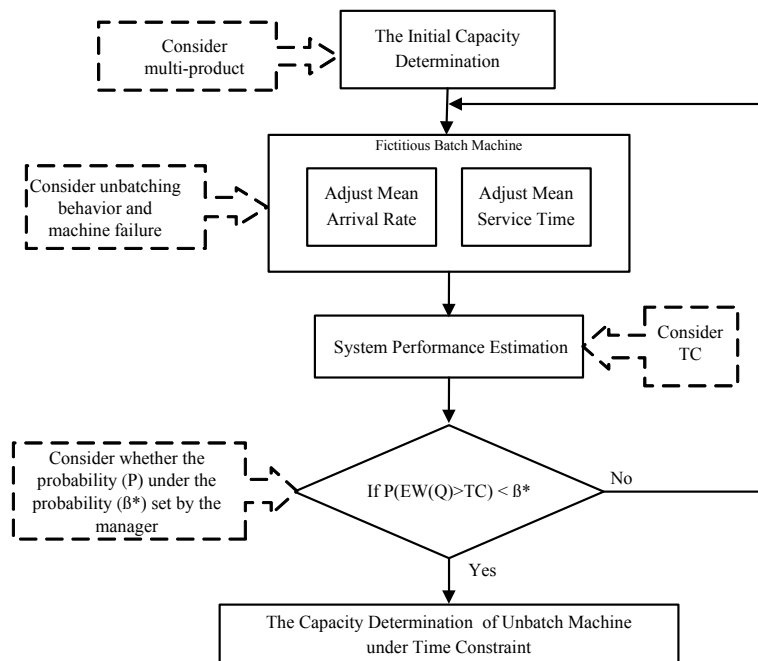 Consider
multi-product
The Initial Capacity
Determination
Fictitious Batch Machine
Consider unbatching
behavior and
machine failure
Adjust Mean
Arrival Rate
Adjust Mean
Service Time
System Performance Estimation
Consider
TC
Consider whether the
probability (P) under the
probability (ß*) set by the
manager
If P(EW(Q)>TC) < ß*
No
Yes
The Capacity Determination of Unbatch Machine
under Time Constraint